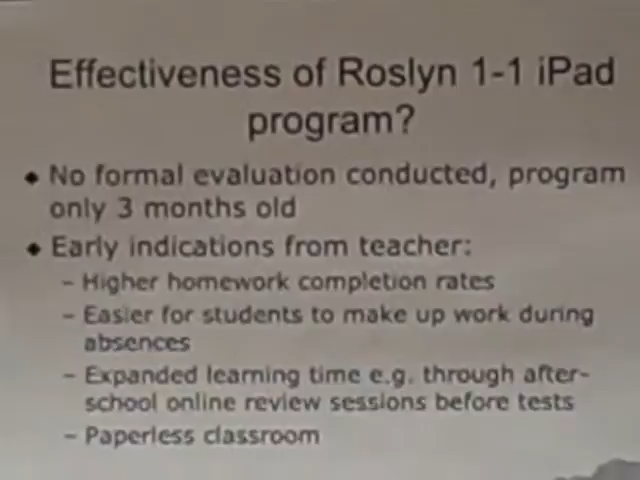 Effectiveness of Roslyn 1-1 iPad
program?
◆ No formal evaluation conducted, program
only 3 months old
◆ Early indications from teacher:
– Higher homework completion rates
– Easier for students to make up work during
absences
– Expanded learning time e.g. through after-
school online review sessions before tests
– Paperless classroom